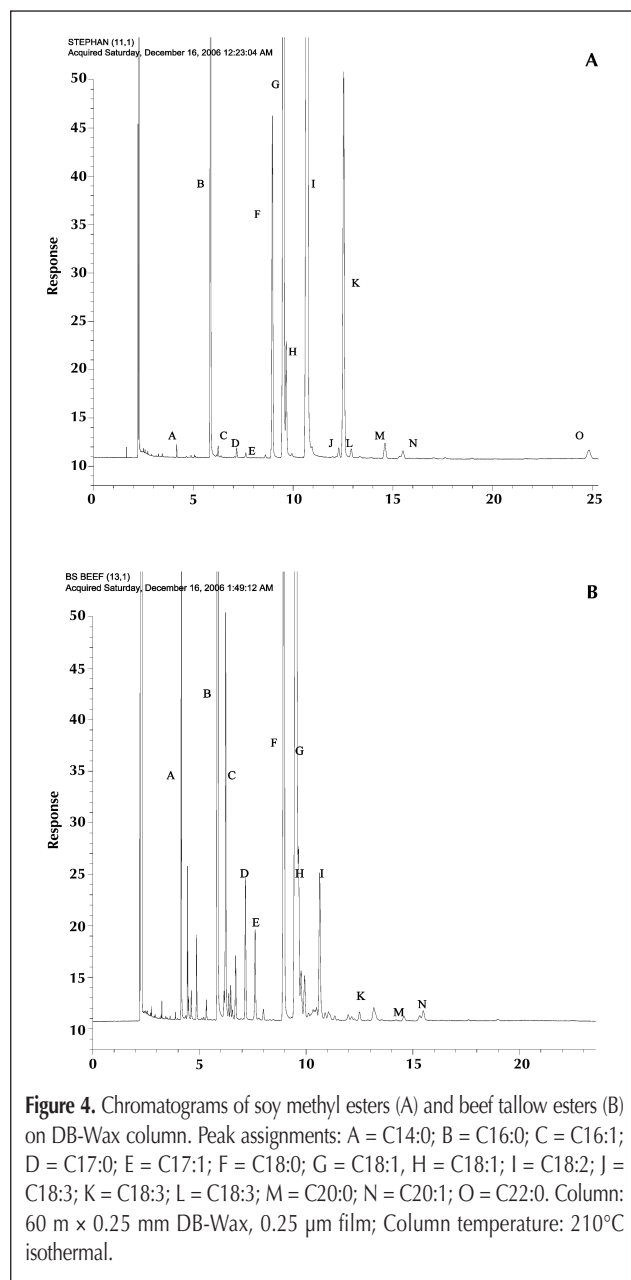 STEPHAN (11,1)
Acquired Saturday, December 16, 2006 12:23:04 AM
A
50
45
40
35
30
25
20
15
10
Response
G
B
I
F
K
H
A
C
D
E
J
L
M
N
O
0
5
10
15
20
25
BS BEEF (13,1)
Acquired Saturday, December 16, 2006 1:49:12 AM
B
50
45
40
35
30
25
20
15
10
Response
B
F
G
A
C
D
H
I
E
K
M
N
0
5
10
15
20
Figure 4. Chromatograms of soy methyl esters (A) and beef tallow esters (B)
on DB-Wax column. Peak assignments: A = C14:0; B = C16:0; C = C16:1;
D = C17:0; E = C17:1; F = C18:0; G = C18:1, H = C18:1; I = C18:2; J =
C18:3; K = C18:3; L = C18:3; M = C20:0; N = C20:1; O = C22:0. Column:
60 m × 0.25 mm DB-Wax, 0.25 µm film; Column temperature: 210°C
isothermal.